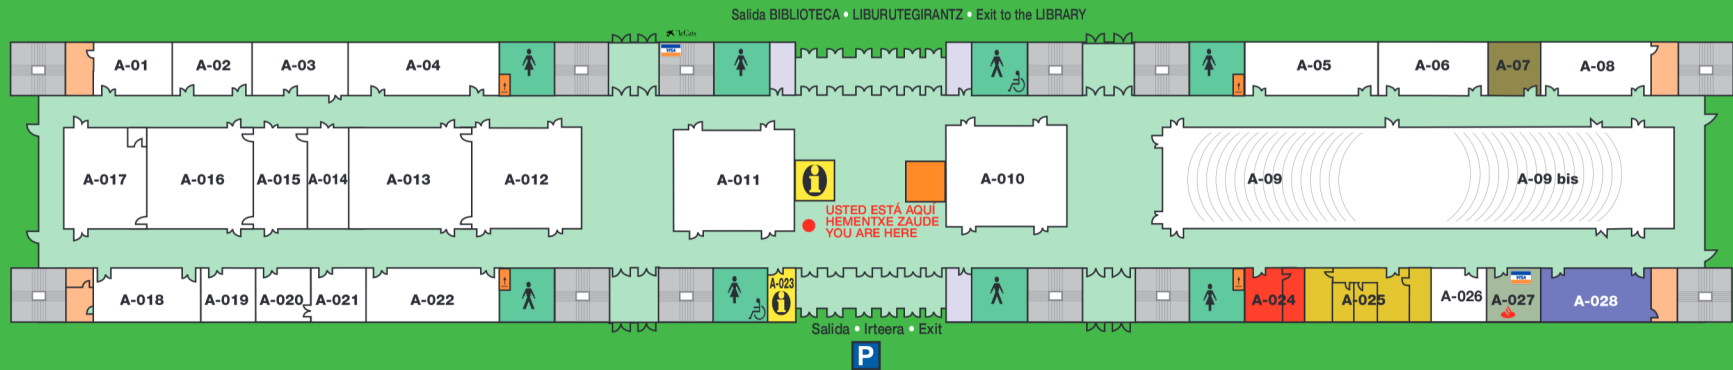 Salida BIBLIOTECA • LIBURUTEGIRANTZ • Exit to the LIBRARY
VISA
A-01
A-02
A-03
A-04
A-05
A-06
A-07
A-08
A-017
A-016
A-015
A-014
A-013
A-012
A-011
i
A-010
A-09
A-09 bis
USTED ESTÁ AQUÍ
HEMENTXE ZAUDE
YOU ARE HERE
A-018
A-019
A-020
A-021
A-022
A-023
i
A-024
A-025
A-026
VISA
A-027
A-028
Salida • Irteera • Exit
P